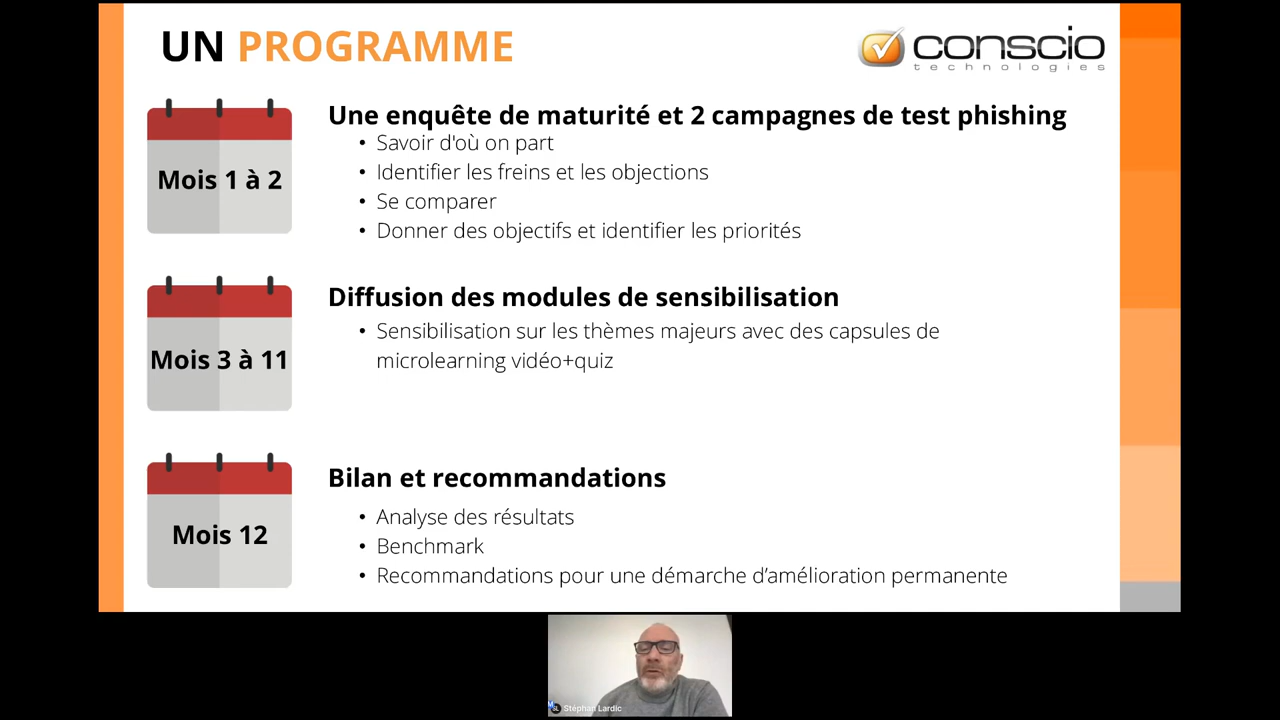 UN PROGRAMME
conscio
technologies
Mois 1 à 2
Une enquête de maturité et 2 campagnes de test phishing
• Savoir d'où on part
• Identifier les freins et les objections
• Se comparer
• Donner des objectifs et identifier les priorités
Mois 3 à 11
Diffusion des modules de sensibilisation
• Sensibilisation sur les thèmes majeurs avec des capsules de
microlearning vidéo+quiz
Mois 12
Bilan et recommandations
• Analyse des résultats
• Benchmark
• Recommandations pour une démarche d’amélioration permanente
SL Stéphan Lardic